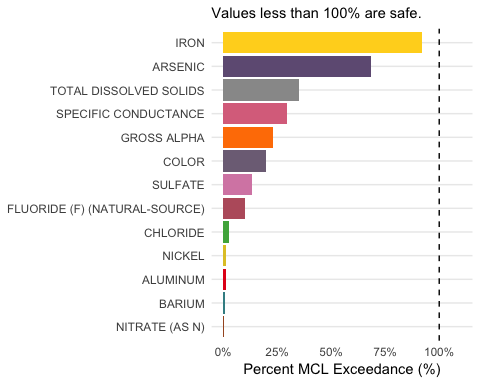 Values less than 100% are safe.
IRON
ARSENIC
TOTAL DISSOLVED SOLIDS
SPECIFIC CONDUCTANCE
GROSS ALPHA
COLOR
SULFATE
FLUORIDE (F) (NATURAL-SOURCE)
CHLORIDE
NICKEL
ALUMINUM
BARIUM
NITRATE (AS N)
0% 25% 50% 75% 100%
Percent MCL Exceedance (%)